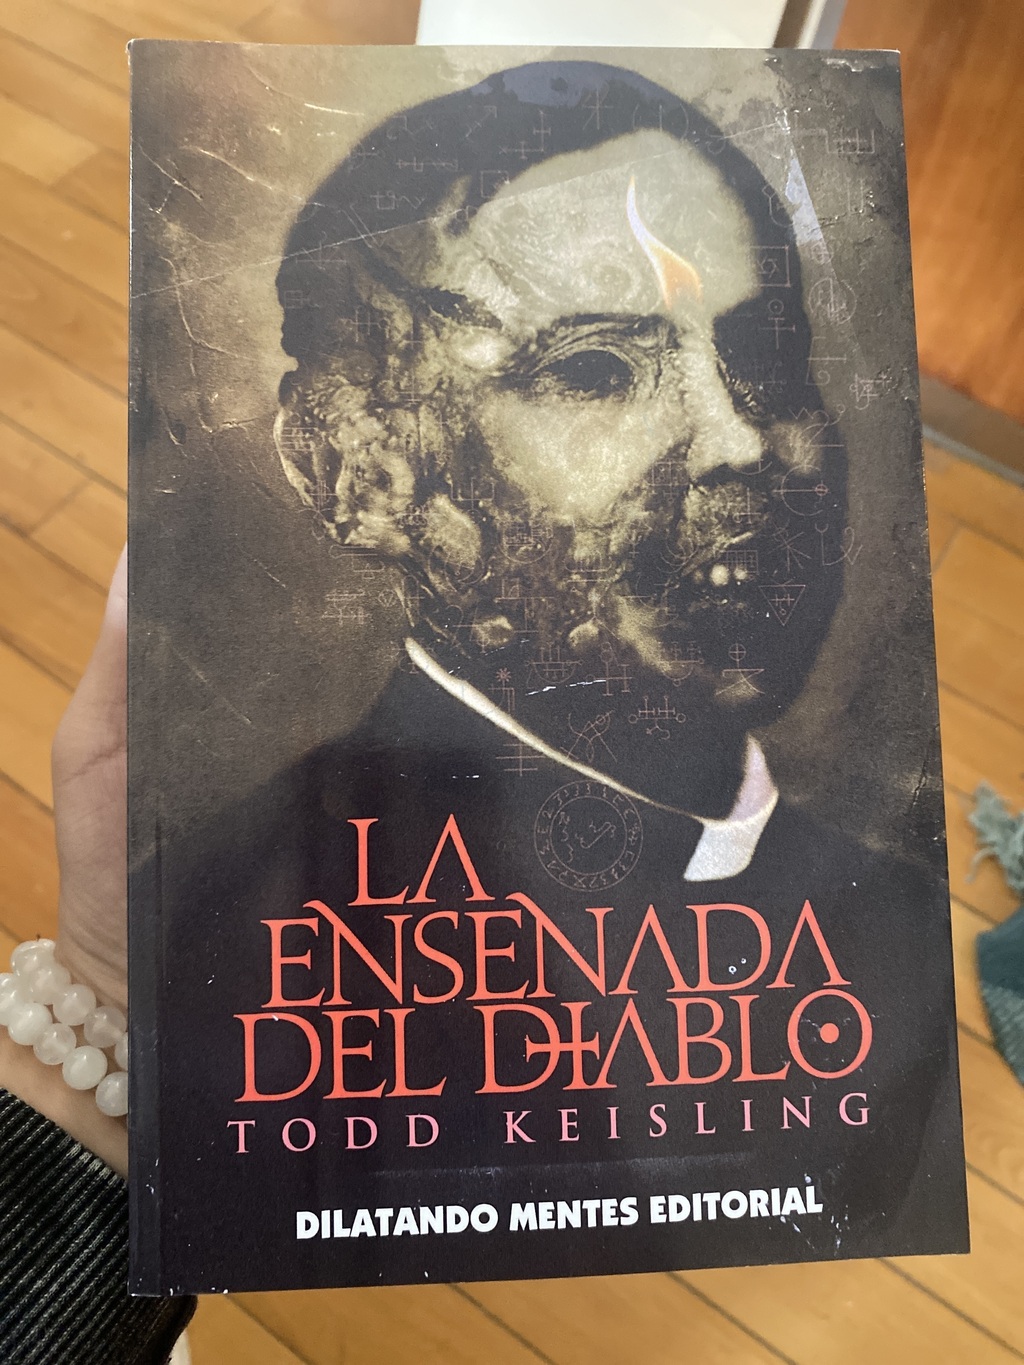 LA
ENSENADA
DEL DIABLO
TODD KEISLING
DILATANDO MENTES EDITORIAL